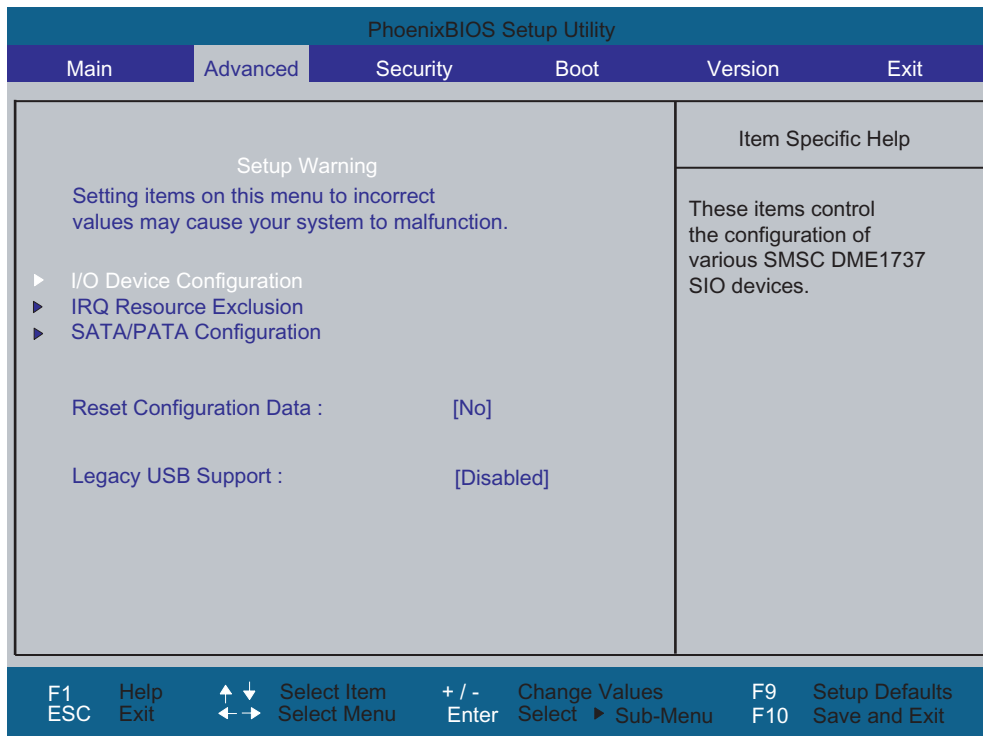 PhoenixBIOS Setup Utility
Main Advanced Security Boot Version Exit
Setup Warning
Setting items on this menu to incorrect
values may cause your system to malfunction.
I/O Device Configuration
IRQ Resource Exclusion
SATA/PATA Configuration
Reset Configuration Data : [No]
Legacy USB Support : [Disabled]
Item Specific Help
These items control
the configuration of
various SMSC DME1737
SIO devices.
F1 Help Select Item + / - Change Values F9 Setup Defaults
ESC Exit Select Menu Enter Select Sub-Menu F10 Save and Exit